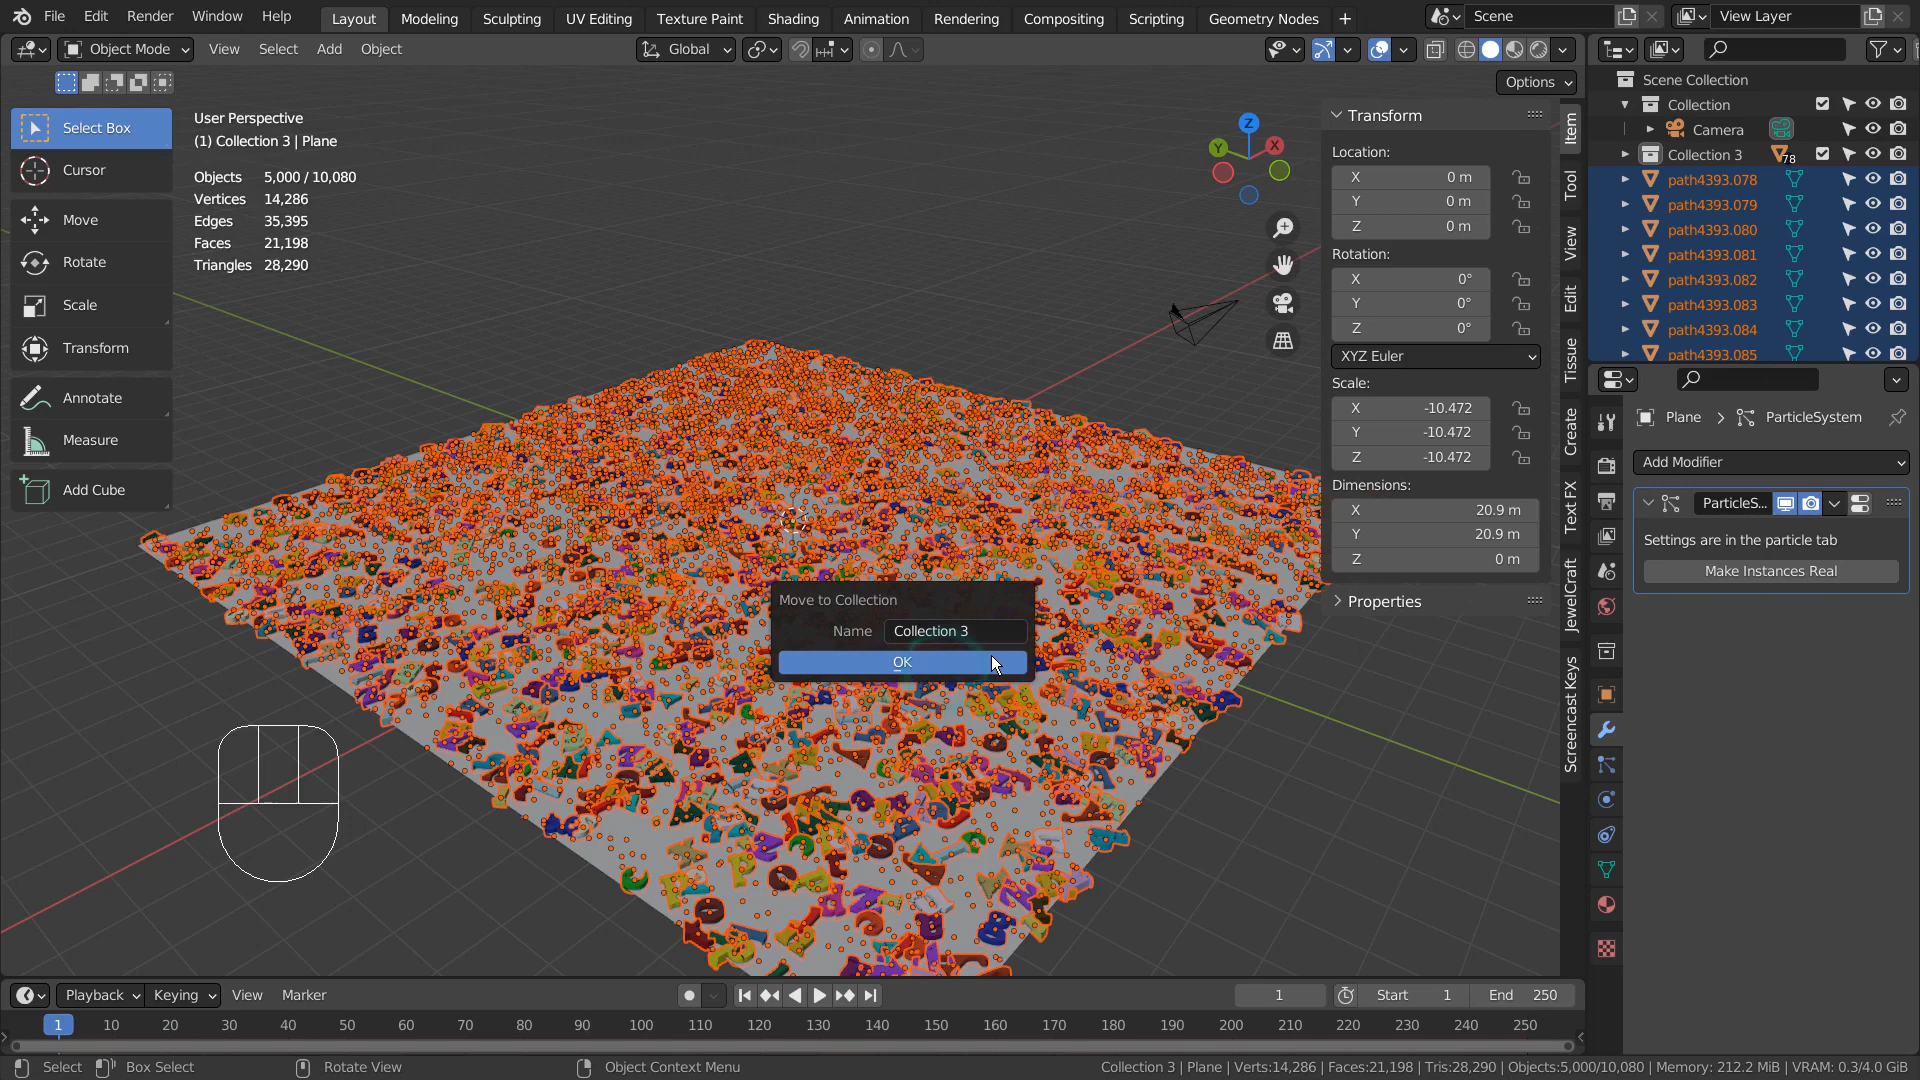 File Edit Render Window Help Layout Modeling Sculpting UV Editing Texture Paint Shading Animation Rendering Compositing Scripting Geometry Nodes + Scene View Layer
Object Mode View Select Add Object Global
Options
Select Box
Cursor
Move
Rotate
Scale
Transform
Annotate
Measure
Add Cube
User Perspective
(1) Collection 3 | Plane
Objects 5,000 / 10,080
Vertices 14,286
Edges 35,395
Faces 21,198
Triangles 28,290
Z
Y
X
Move to Collection
Name Collection 3
OK
Transform
Location:
X 0 m
Y 0 m
Z 0 m
Rotation:
X 0°
Y 0°
Z 0°
XYZ Euler
Scale:
X -10.472
Y -10.472
Z -10.472
Dimensions:
X 20.9 m
Y 20.9 m
Z 0 m
Properties
Item
Tool
View
Edit
Tissue
Create
Text FX
JewelCraft
Screencast Keys
Scene Collection
Collection
Camera
Collection 3 78
path4393.078
path4393.079
path4393.080
path4393.081
path4393.082
path4393.083
path4393.084
path4393.085
Plane > ParticleSystem
Add Modifier
ParticleS...
Settings are in the particle tab
Make Instances Real
Playback Keying View Marker 1 Start 1 End 250
1 10 20 30 40 50 60 70 80 90 100 110 120 130 140 150 160 170 180 190 200 210 220 230 240 250
Select Box Select Rotate View Object Context Menu Collection 3 | Plane | Verts:14,286 | Faces:21,198 | Tris:28,290 | Objects:5,000/10,080 | Memory: 212.2 MiB | VRAM: 0.3/4.0 GiB